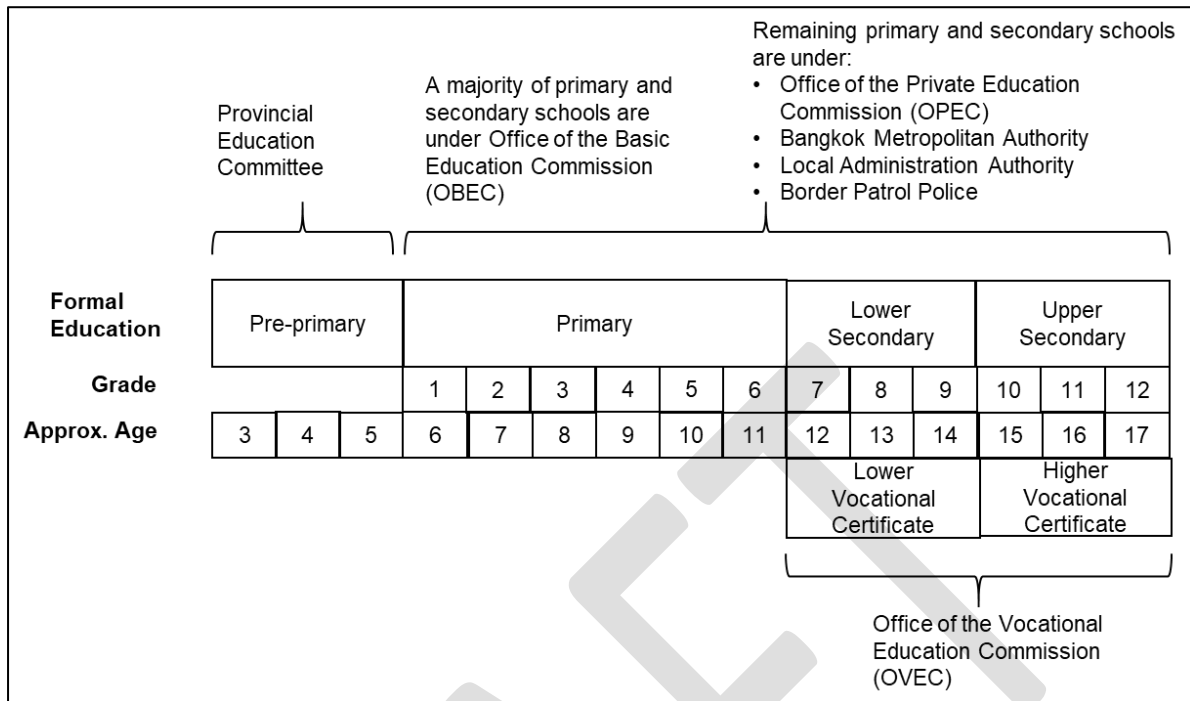 Provincial
Education
Committee
A majority of primary and
secondary schools are
under Office of the Basic
Education Commission
(OBEC)
Remaining primary and secondary schools
are under:
• Office of the Private Education
Commission (OPEC)
• Bangkok Metropolitan Authority
• Local Administration Authority
• Border Patrol Police
Formal
Education
Pre-primary
Primary
Lower
Secondary
Upper
Secondary
Grade
1 2 3 4 5 6 7 8 9 10 11 12
Approx. Age
3 4 5 6 7 8 9 10 11 12 13 14 15 16 17
Lower
Vocational
Certificate
Higher
Vocational
Certificate
Office of the Vocational
Education Commission
(OVEC)